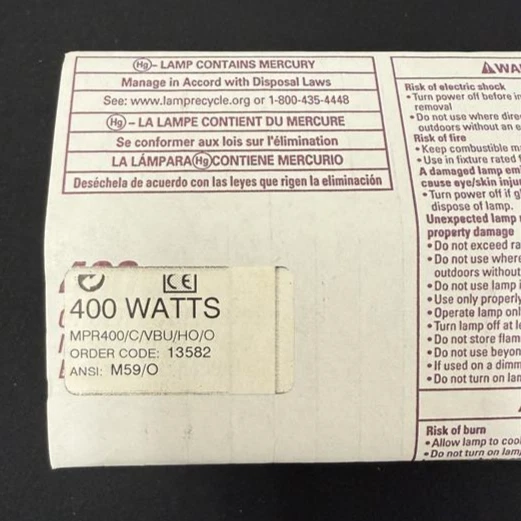 Hg - LAMP CONTAINS MERCURY
Manage in Accord with Disposal Laws
See: www.lamprecycle.org or 1-800-435-4448
Hg - LA LAMPE CONTIENT DU MERCURE
Se conformer aux lois sur l'élimination
LA LÁMPARA Hg CONTIENE MERCURIO
Deséchela de acuerdo con las leyes que rigen la eliminación
CE
400 WATTS
MPR400/C/VBU/HO/O
ORDER CODE: 13582
ANSI: M59/O
Risk of electric shock
• Turn power off before
removal
• Do not use where
outdoors without an
Risk of fire
• Keep combustible
• Use in fixture rated
A damaged lamp
cause eye/skin
• Turn power off if
dispose of lamp.
Unexpected lamp
property damage
• Do not exceed
• Do not use where
outdoors without
• Do not use lamp
• Use only properly
• Operate lamp
• Turn lamp off at
• Do not store
• Do not use
• If used on a
• Do not turn on
Risk of burn
• Allow lamp to
• Do not turn on